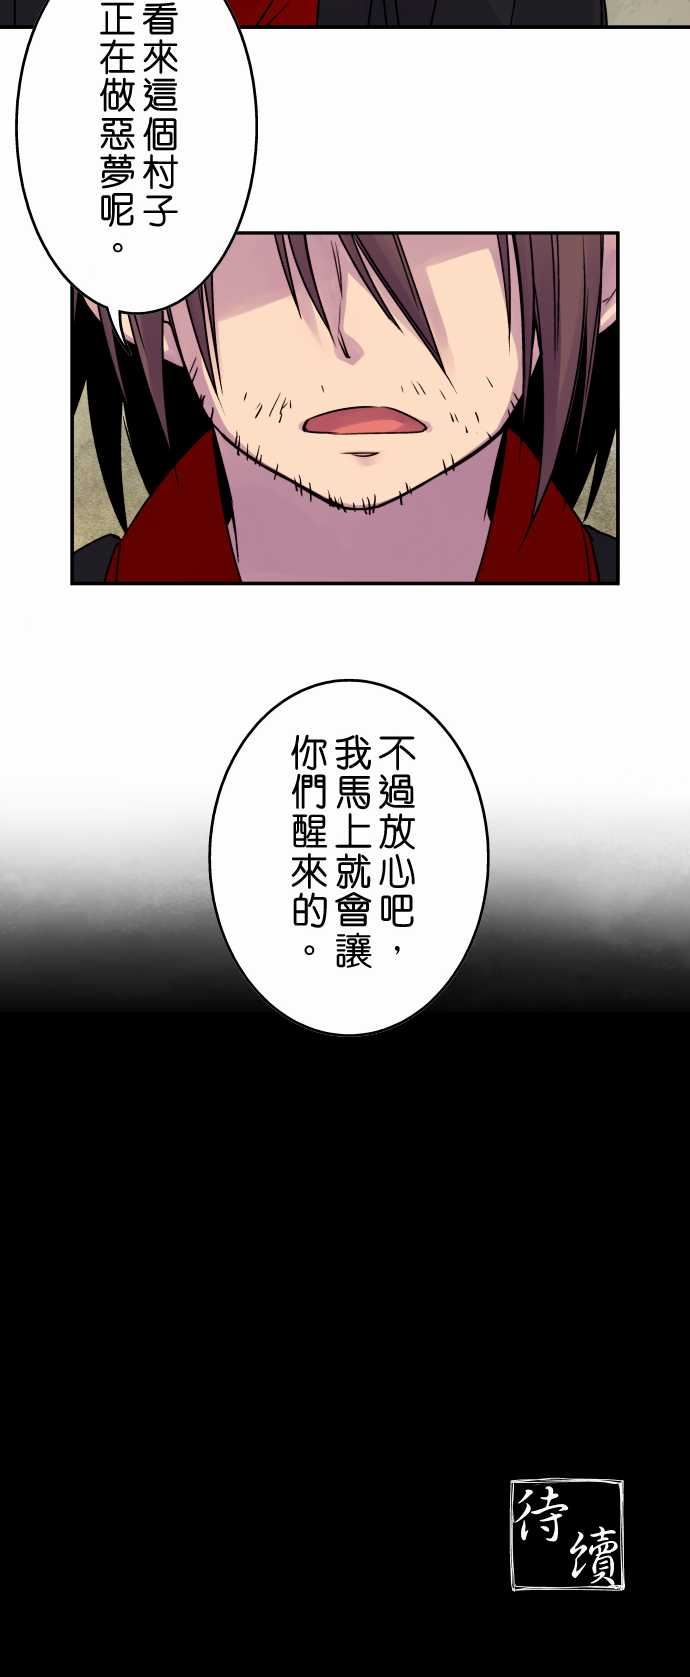 看來這個村子
正在做惡夢呢。
不過放心吧，
我馬上就會讓
你們醒來的。
待續